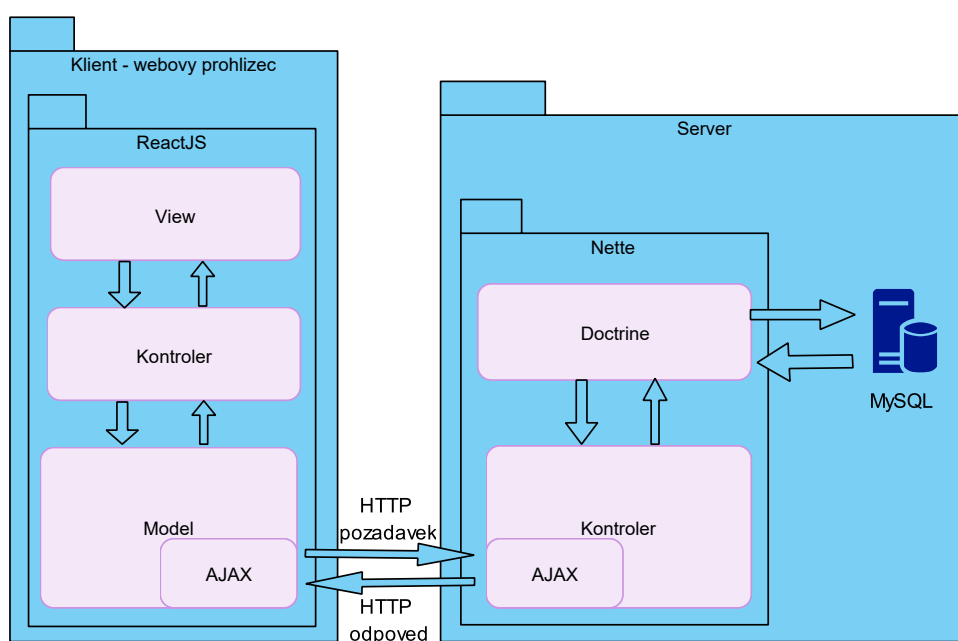 Klient - webovy prohlizec
ReactJS
View
Kontroler
Model
AJAX
HTTP
pozadavek
HTTP
odpoved
Server
Nette
Doctrine
Kontroler
AJAX
MySQL